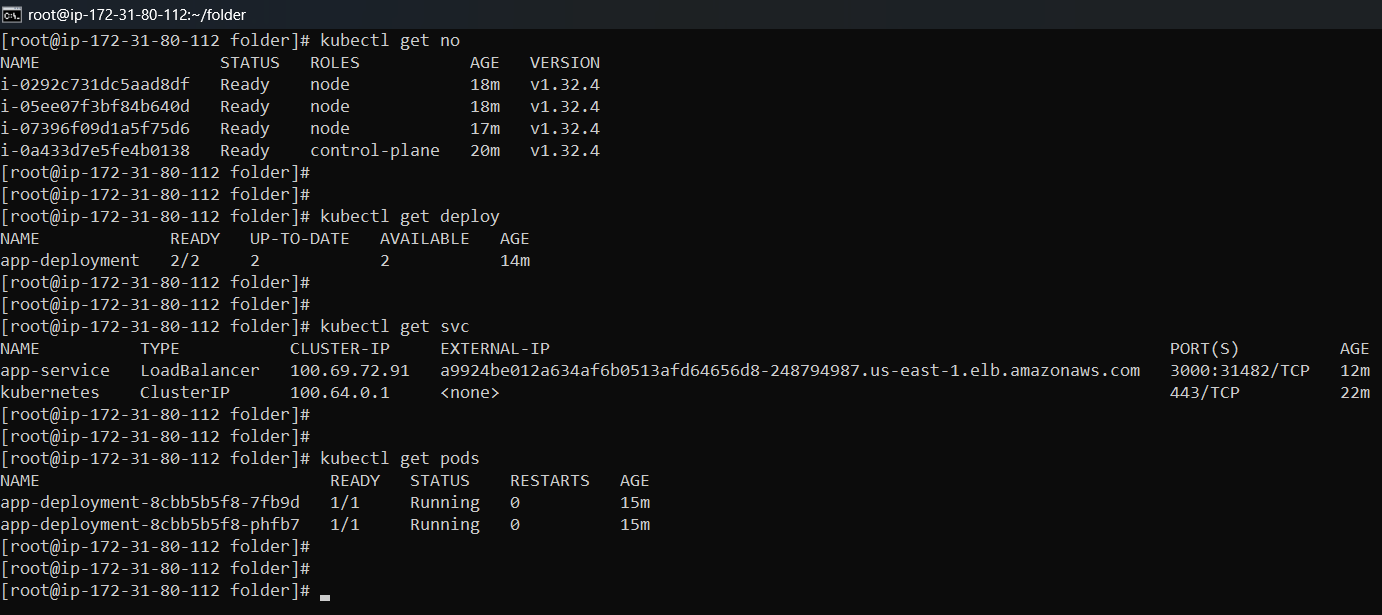 root@ip-172-31-80-112:~/folder
[root@ip-172-31-80-112 folder]# kubectl get no
NAME STATUS ROLES AGE VERSION
i-0292c731dc5aad8df Ready node 18m v1.32.4
i-05ee07f3bf84b640d Ready node 18m v1.32.4
i-07396f09d1a5f75d6 Ready node 17m v1.32.4
i-0a433d7e5fe4b0138 Ready control-plane 20m v1.32.4
[root@ip-172-31-80-112 folder]#
[root@ip-172-31-80-112 folder]#
[root@ip-172-31-80-112 folder]# kubectl get deploy
NAME READY UP-TO-DATE AVAILABLE AGE
app-deployment 2/2 2 2 14m
[root@ip-172-31-80-112 folder]#
[root@ip-172-31-80-112 folder]#
[root@ip-172-31-80-112 folder]# kubectl get svc
NAME TYPE CLUSTER-IP EXTERNAL-IP PORT(S) AGE
app-service LoadBalancer 100.69.72.91 a9924be012a634af6b0513afd64656d8-248794987.us-east-1.elb.amazonaws.com 3000:31482/TCP 12m
kubernetes ClusterIP 100.64.0.1 <none> 443/TCP 22m
[root@ip-172-31-80-112 folder]#
[root@ip-172-31-80-112 folder]#
[root@ip-172-31-80-112 folder]# kubectl get pods
NAME READY STATUS RESTARTS AGE
app-deployment-8cbb5b5f8-7fb9d 1/1 Running 0 15m
app-deployment-8cbb5b5f8-phfb7 1/1 Running 0 15m
[root@ip-172-31-80-112 folder]#
[root@ip-172-31-80-112 folder]#
[root@ip-172-31-80-112 folder]#